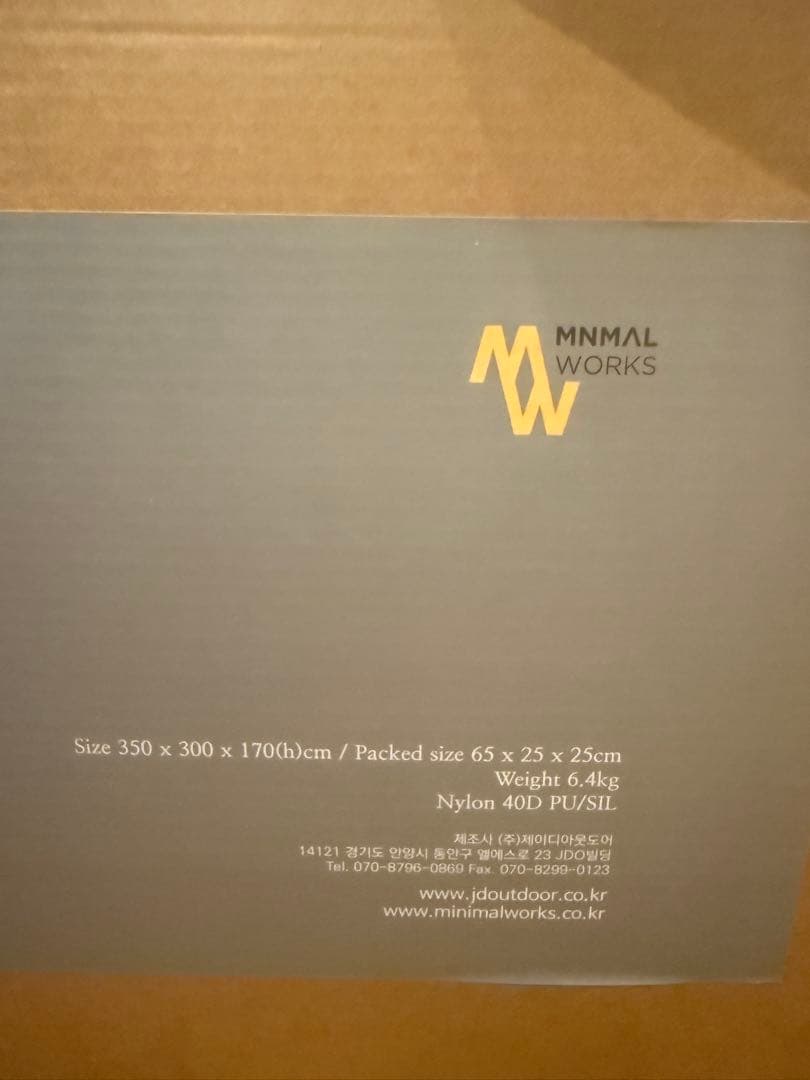 MNMAL
WORKS
Size 350 x 300 x 170(h)cm / Packed size 65 x 25 x 25cm
Weight 6.4kg
Nylon 40D PU/SIL
제조사 (주)제이디아웃도어
14121 경기도 안양시 동안구 엘에스로 23 JDO빌딩
Tel. 070-8796-0869 Fax. 070-8299-0123
www.jdoutdoor.co.kr
www.minimalworks.co.kr